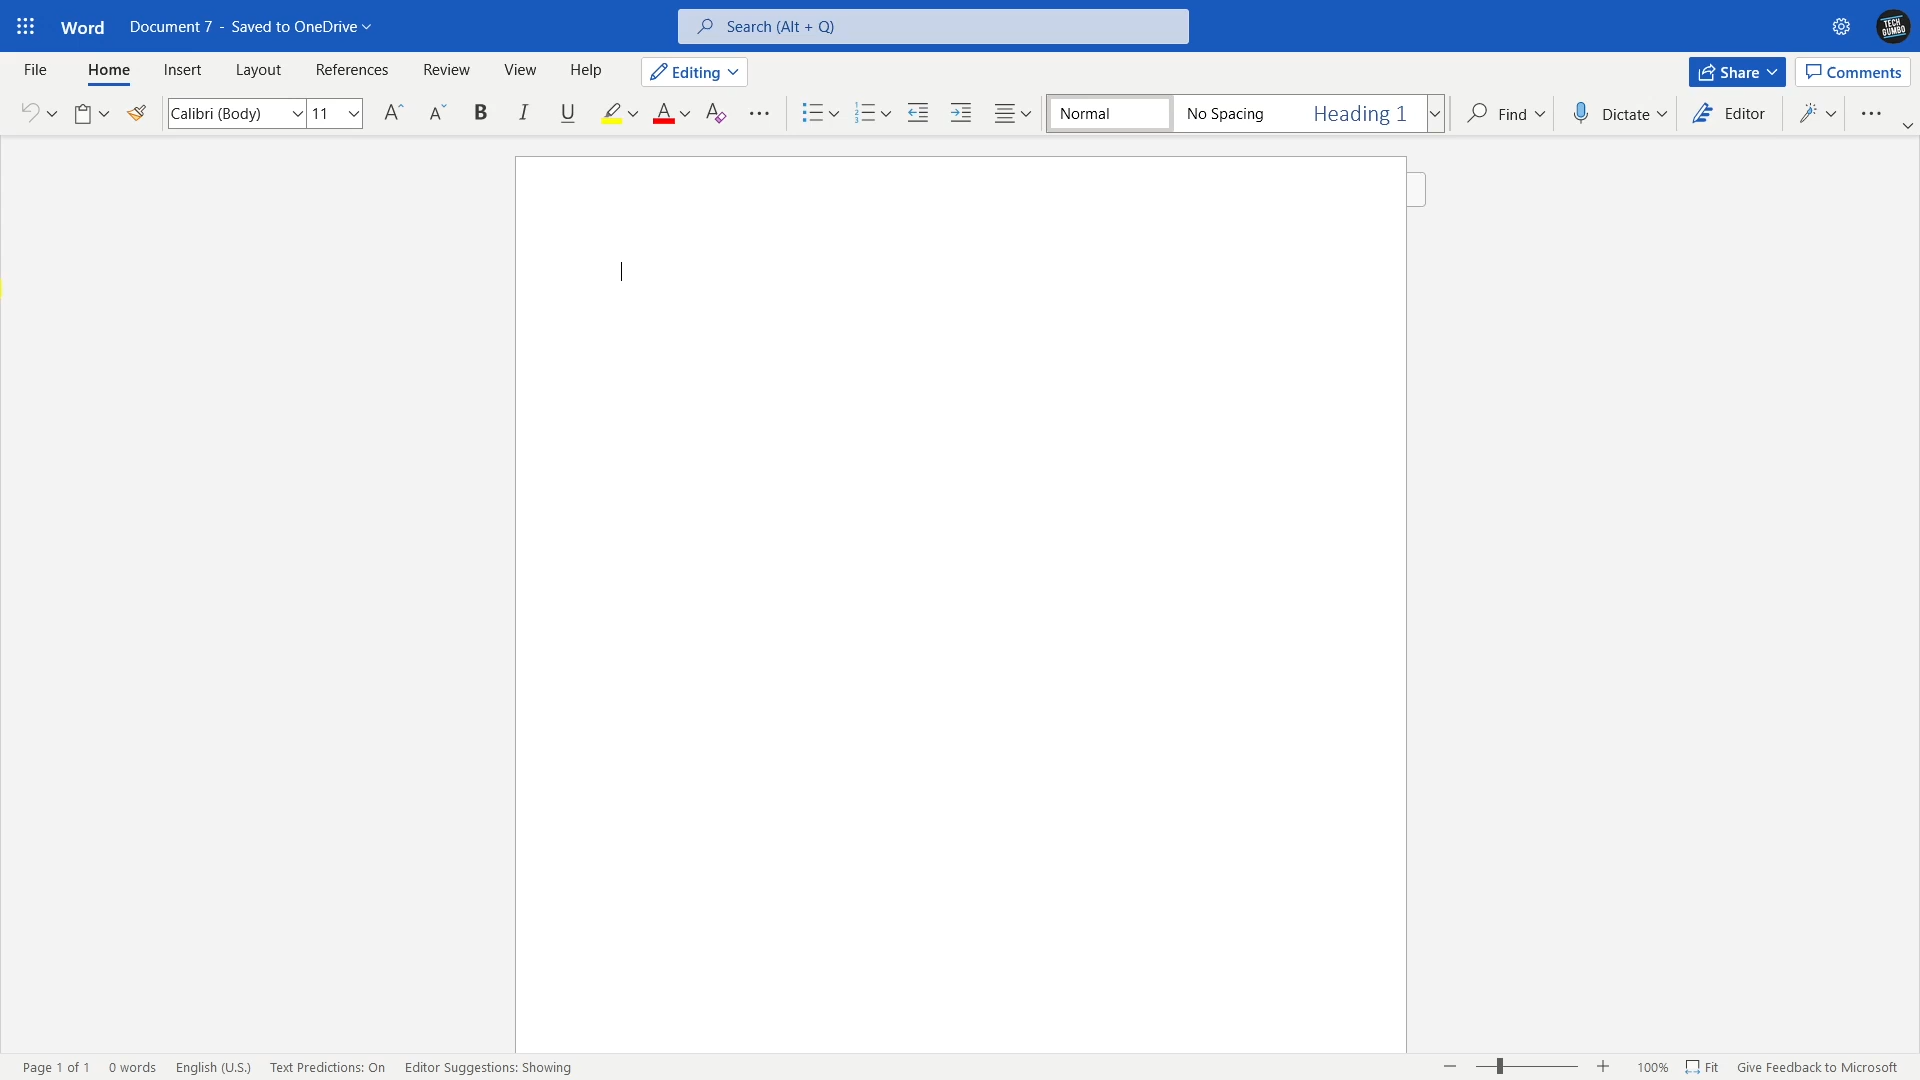 Word Document 7 - Saved to OneDrive Search (Alt + Q) TECH GUMBO
File Home Insert Layout References Review View Help Editing Share Comments
Calibri (Body) 11 A A B I U A A Normal No Spacing Heading 1 Find Dictate Editor
Page 1 of 1 0 words English (U.S.) Text Predictions: On Editor Suggestions: Showing 100% Fit Give Feedback to Microsoft